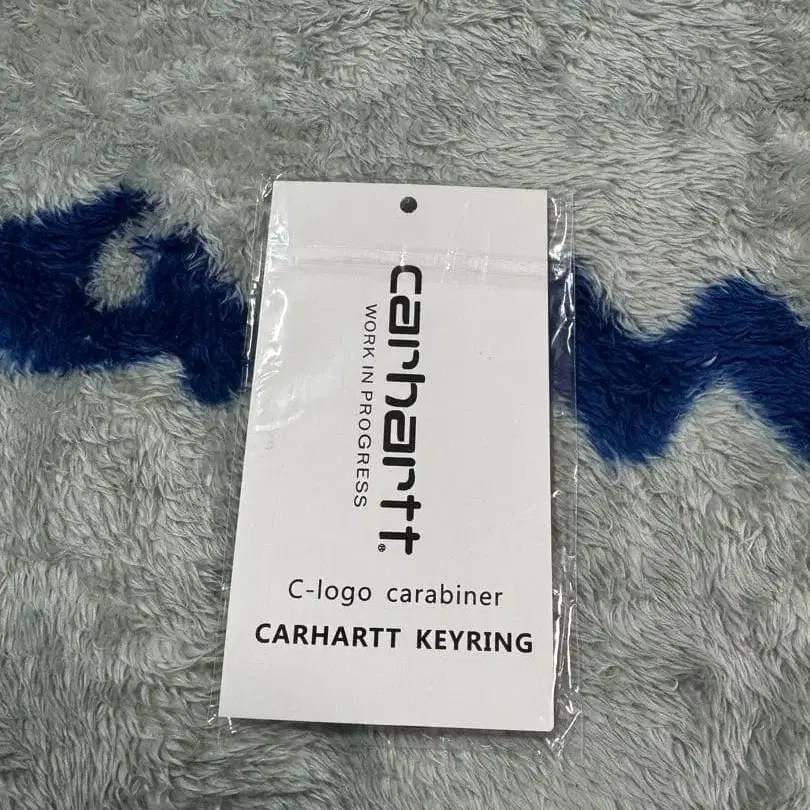 carhartt®
WORK IN PROGRESS
C-logo carabiner
CARHARTT KEYRING